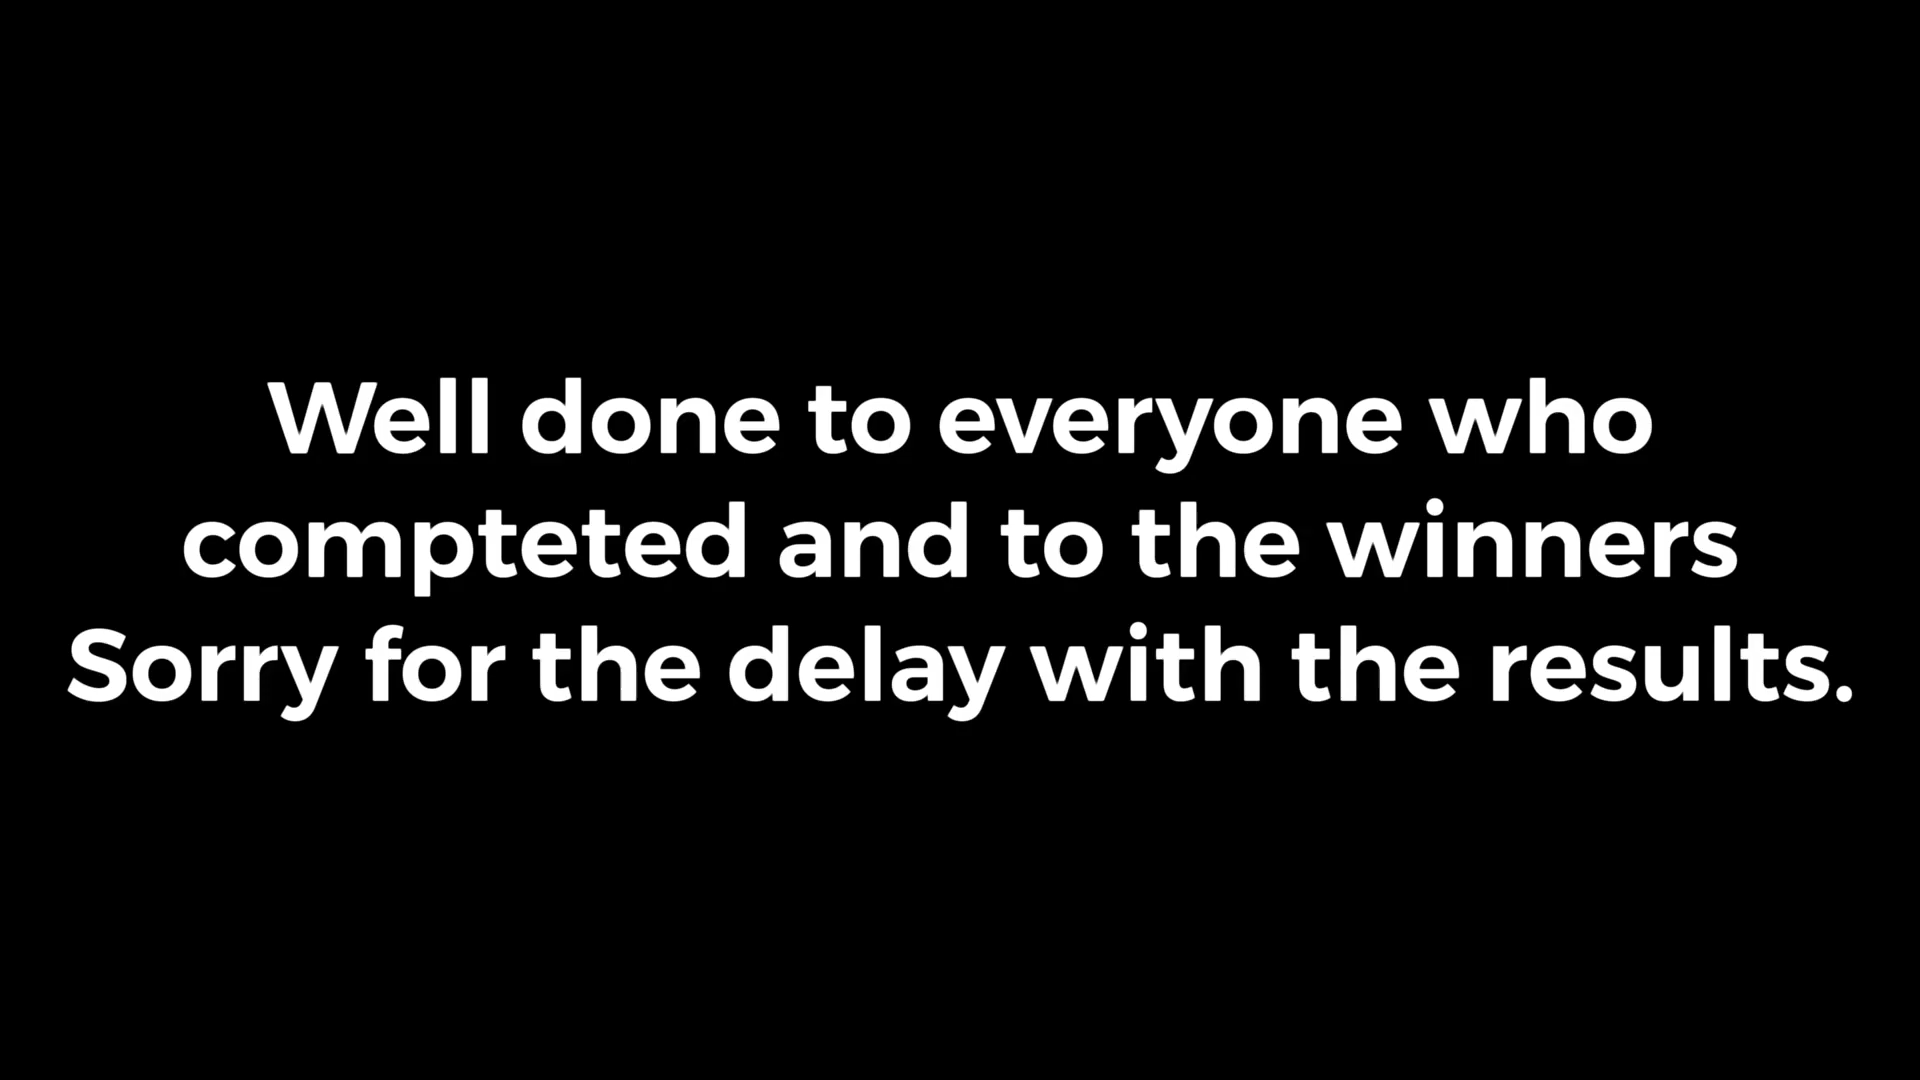 Well done to everyone who
compteted and to the winners
Sorry for the delay with the results.